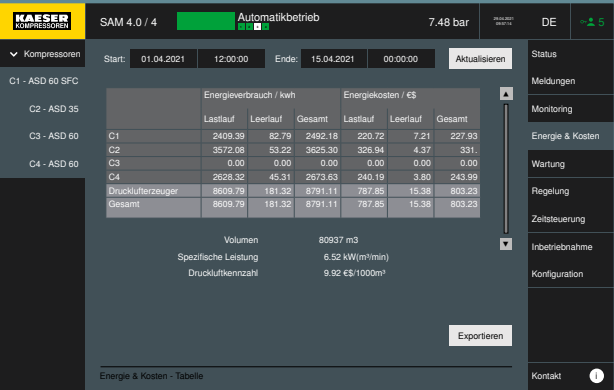 KAESER
KOMPRESSOREN
SAM 4.0 / 4
Automatikbetrieb
7.48 bar
DE
5
Kompressoren
C1 - ASD 60 SFC
C2 - ASD 35
C3 - ASD 60
C4 - ASD 60
Start: 01.04.2021 12:00:00 Ende: 15.04.2021 00:00:00 Aktualisieren
Energieverbrauch / kwh Energiekosten / €$
Lastlauf Leerlauf Gesamt Lastlauf Leerlauf Gesamt
C1 2409.39 82.79 2492.18 220.72 7.21 227.93
C2 3572.08 53.22 3625.30 326.94 4.37 331.
C3 0.00 0.00 0.00 0.00 0.00 0.00
C4 2628.32 45.31 2673.63 240.19 3.80 243.99
Drucklufterzeuger 8609.79 181.32 8791.11 787.85 15.38 803.23
Gesamt 8609.79 181.32 8791.11 787.85 15.38 803.23
Volumen 80937 m3
Spezifische Leistung 6.52 kW(m³/min)
Druckluftkennzahl 9.92 €$/1000m³
Exportieren
Energie & Kosten - Tabelle
Status
Meldungen
Monitoring
Energie & Kosten
Wartung
Regelung
Zeitsteuerung
Inbetriebnahme
Konfiguration
Kontakt i